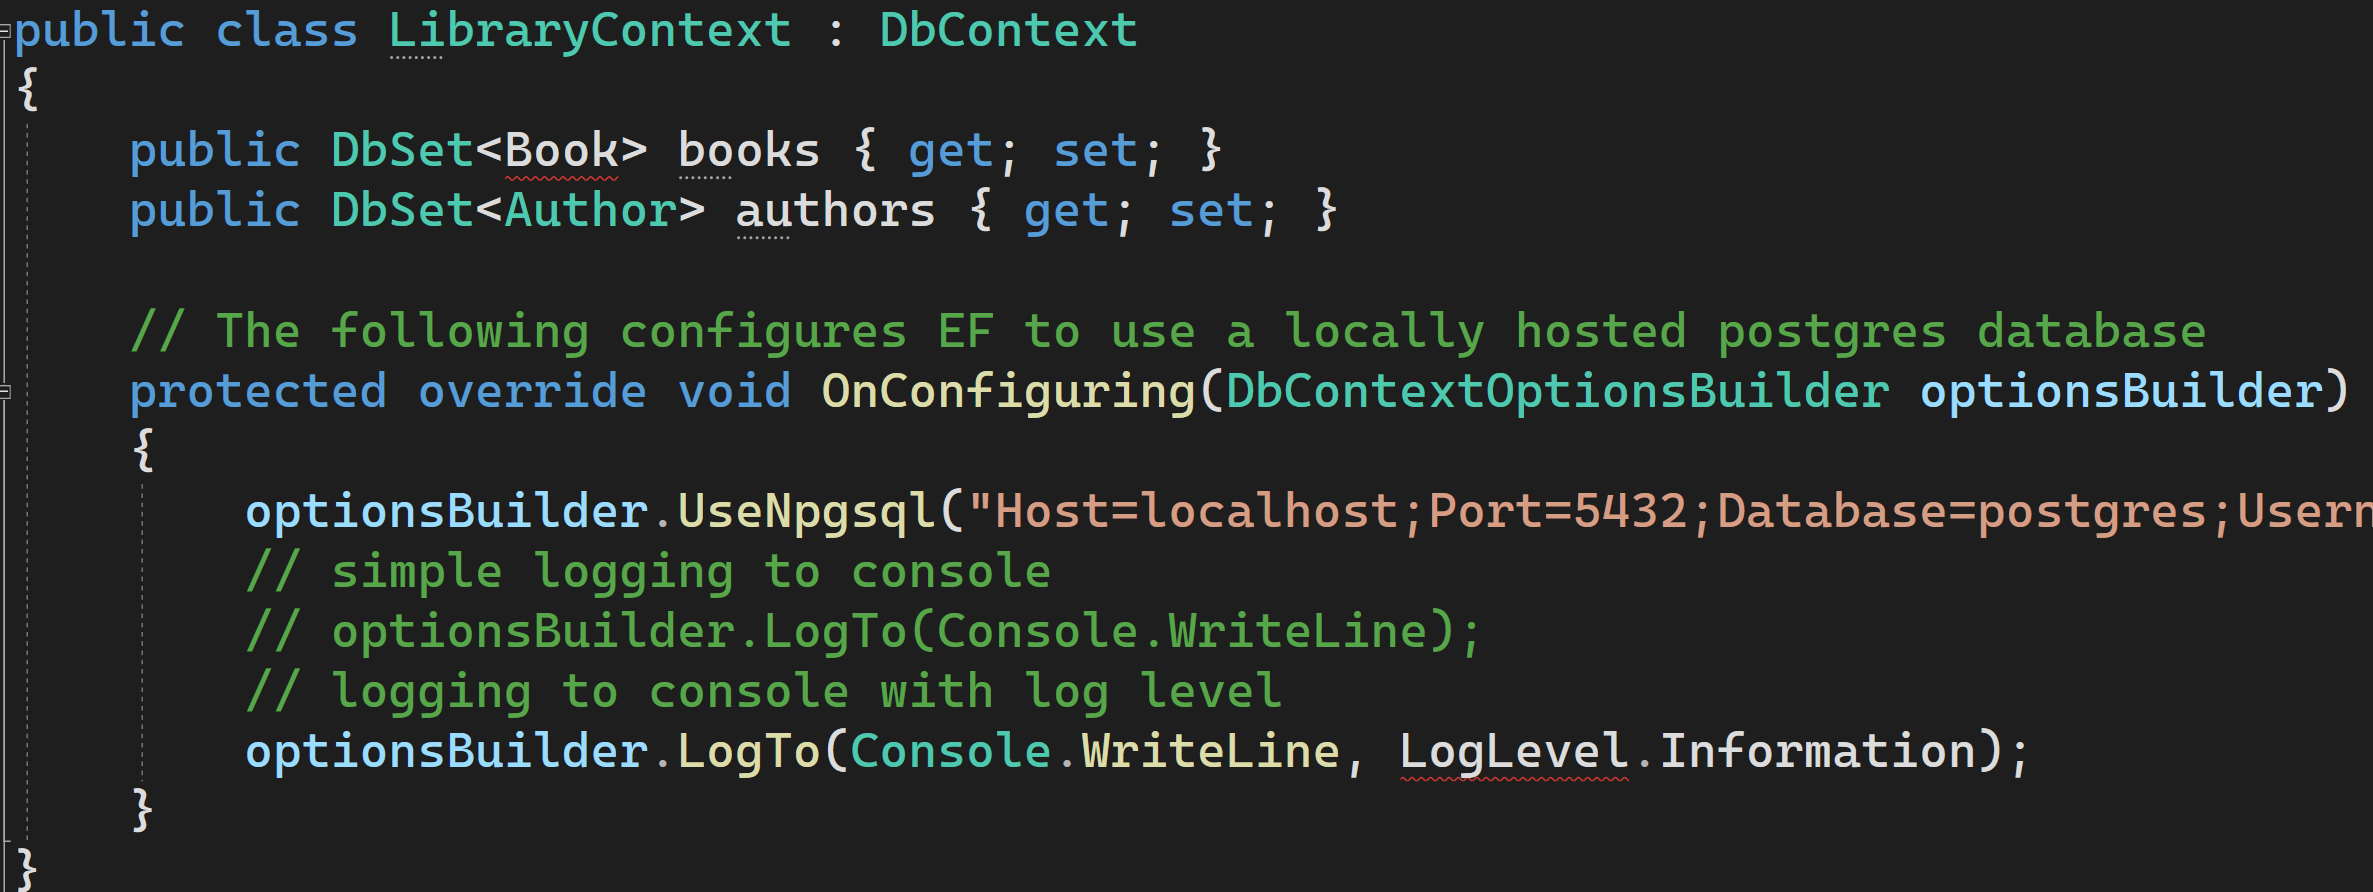 public class LibraryContext : DbContext
{
    public DbSet<Book> books { get; set; }
    public DbSet<Author> authors { get; set; }

    // The following configures EF to use a locally hosted postgres database
    protected override void OnConfiguring(DbContextOptionsBuilder optionsBuilder)
    {
        optionsBuilder.UseNpgsql("Host=localhost;Port=5432;Database=postgres;Usern
        // simple logging to console
        // optionsBuilder.LogTo(Console.WriteLine);
        // logging to console with log level
        optionsBuilder.LogTo(Console.WriteLine, LogLevel.Information);
    }
}